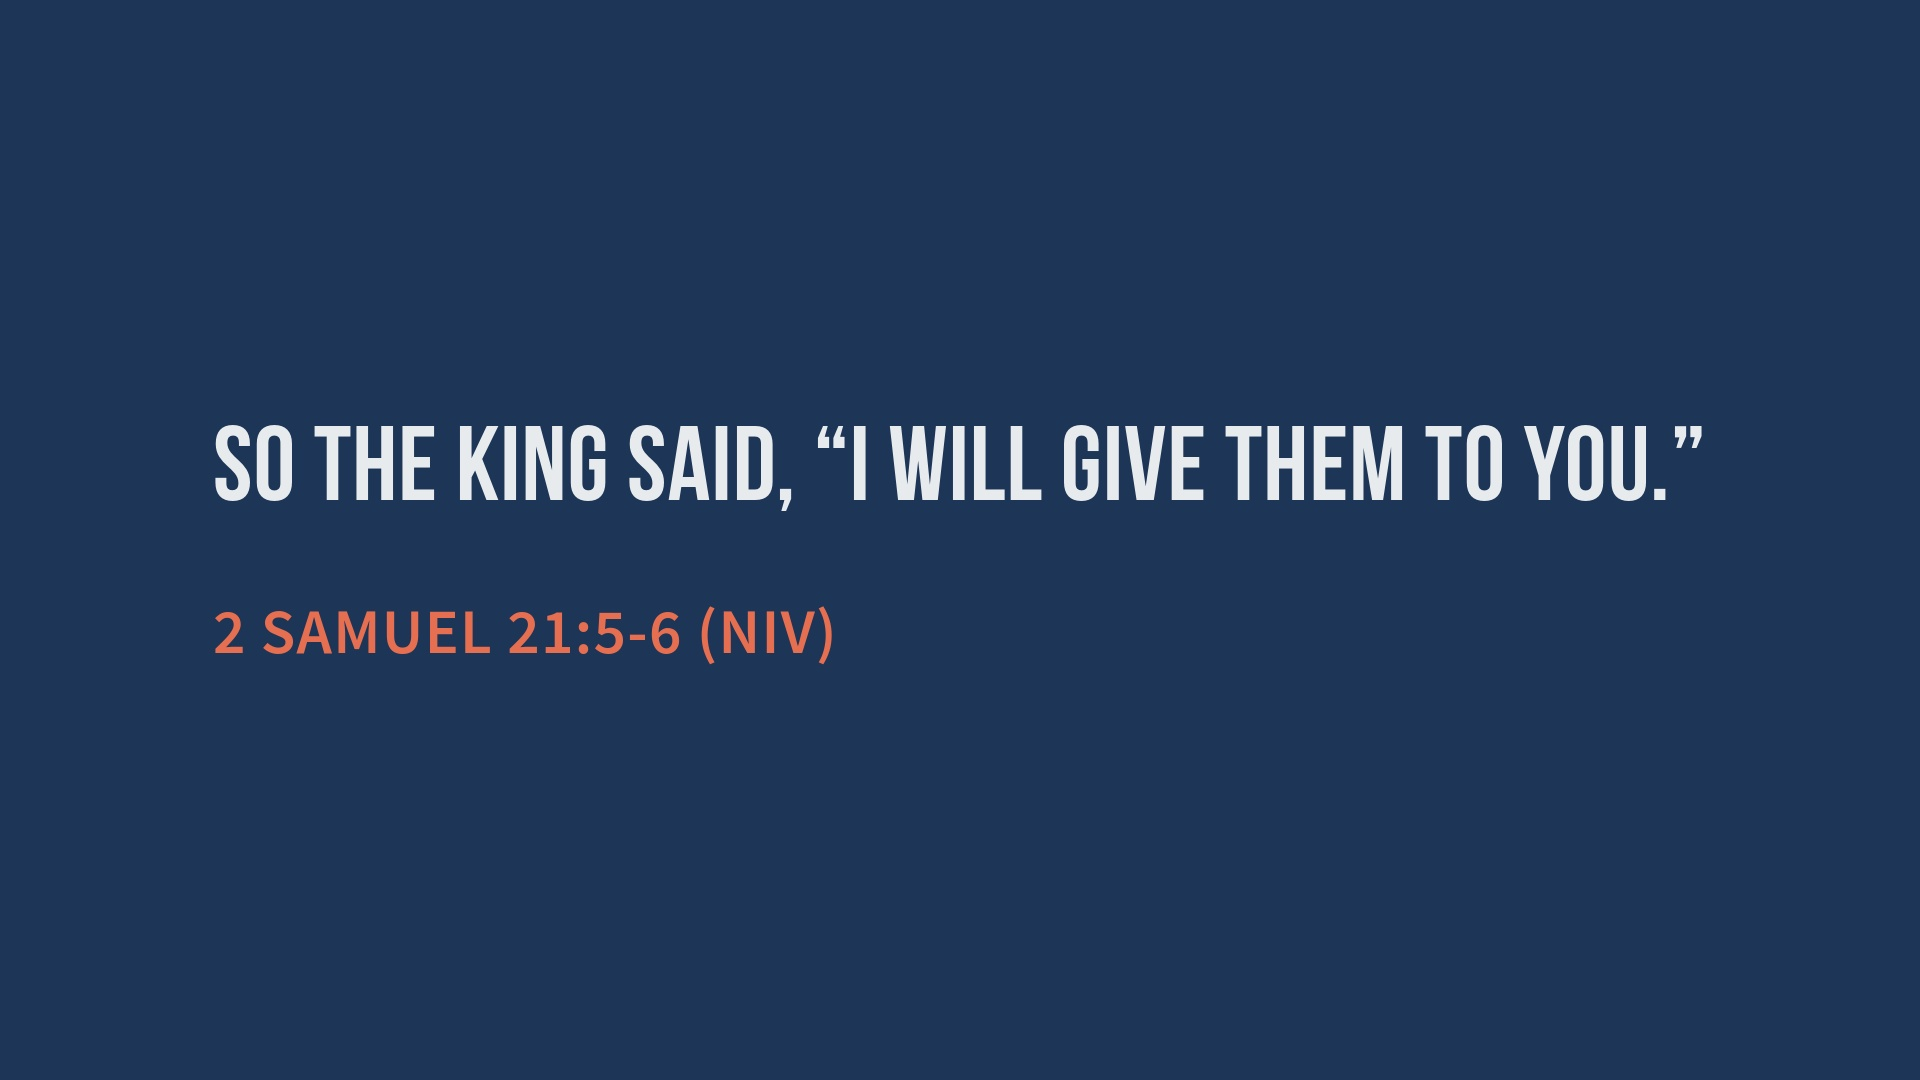 SO THE KING SAID, “I WILL GIVE THEM TO YOU.”
2 SAMUEL 21:5-6 (NIV)